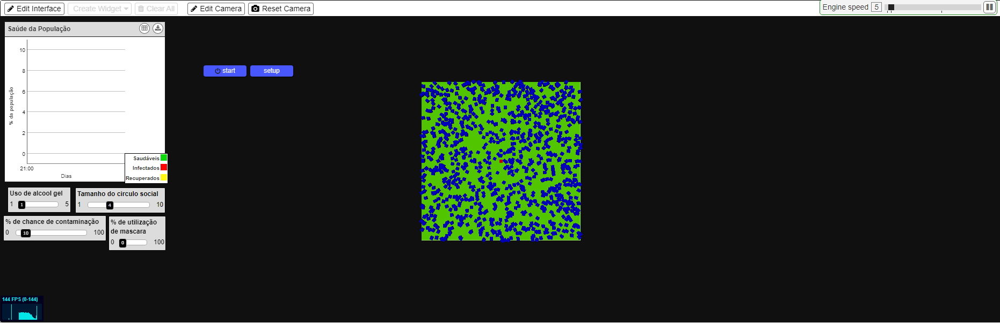 Edit Interface Create Widget Clear All Edit Camera Reset Camera Engine speed 5
Saúde da População
10
8
6
4
2
0
% da população
21:00
Dias
Saudáveis
Infectados
Recuperados
start setup
Uso de alcool gel
1 1 5
Tamanho do circulo social
1 4 10
% de chance de contaminação
0 10 100
% de utilização
de mascara
0 0 100
144 FPS (0-144)